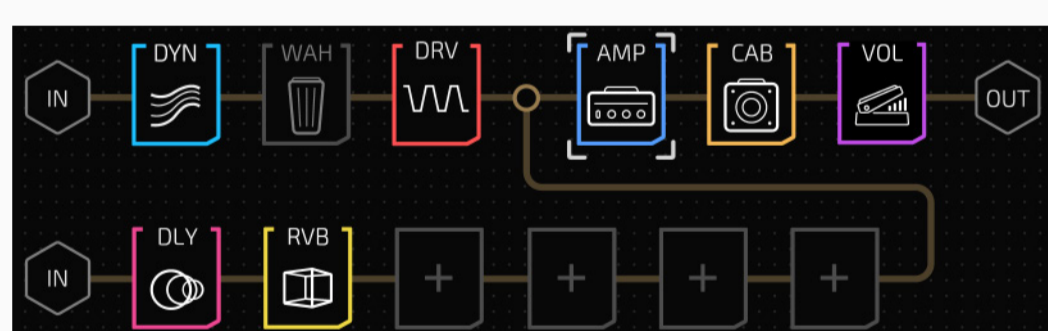 IN DYN WAH DRV AMP CAB VOL OUT
IN DLY RVB + + + +